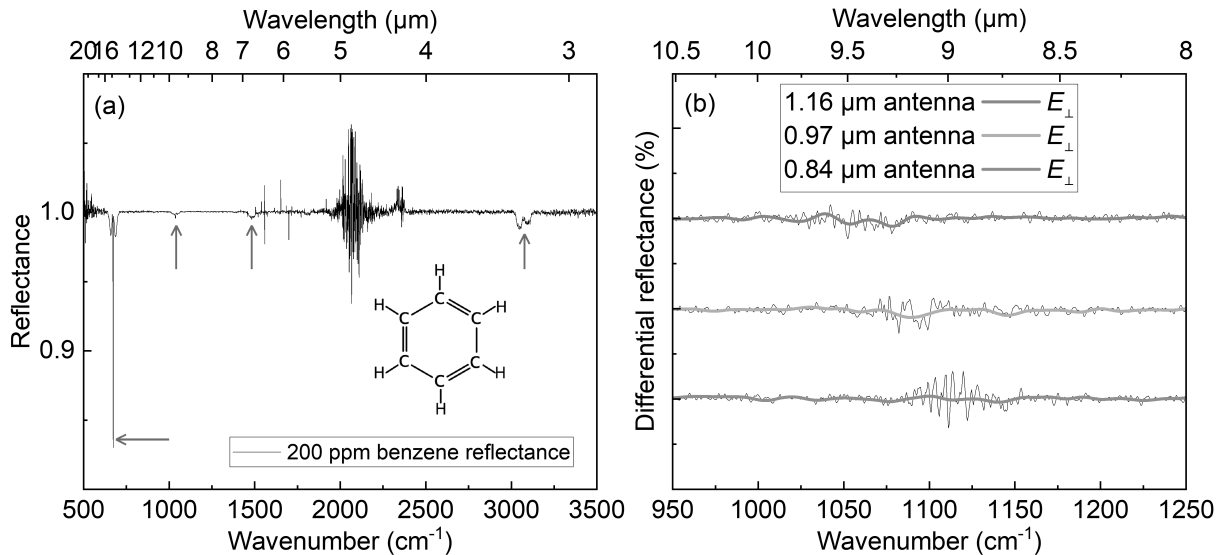 Wavelength (µm)
20 16 12 10 8 7 6 5 4 3
(a)
1.0
0.9
Reflectance
H
H H
C
C C
C C
H C H
H
200 ppm benzene reflectance
500 1000 1500 2000 2500 3000 3500
Wavenumber (cm-1)
Wavelength (µm)
10.5 10 9.5 9 8.5 8
(b)
1.16 µm antenna E⊥
0.97 µm antenna E⊥
0.84 µm antenna E⊥
Differential reflectance (%)
950 1000 1050 1100 1150 1200 1250
Wavenumber (cm-1)